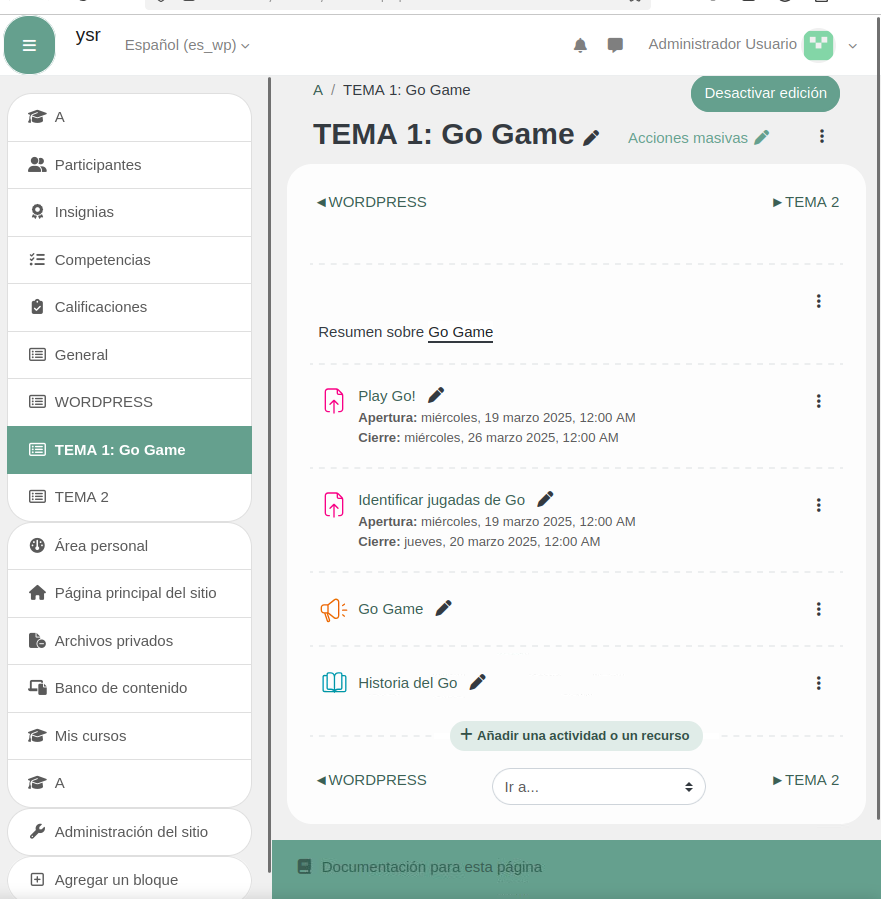 ysr
Español (es_wp)
Administrador Usuario
A
Participantes
Insignias
Competencias
Calificaciones
General
WORDPRESS
TEMA 1: Go Game
TEMA 2
Área personal
Página principal del sitio
Archivos privados
Banco de contenido
Mis cursos
A
Administración del sitio
Agregar un bloque
A / TEMA 1: Go Game
Desactivar edición
TEMA 1: Go Game
Acciones masivas
◀WORDPRESS
▶TEMA 2
Resumen sobre Go Game
Play Go!
Apertura: miércoles, 19 marzo 2025, 12:00 AM
Cierre: miércoles, 26 marzo 2025, 12:00 AM
Identificar jugadas de Go
Apertura: miércoles, 19 marzo 2025, 12:00 AM
Cierre: jueves, 20 marzo 2025, 12:00 AM
Go Game
Historia del Go
+ Añadir una actividad o un recurso
◀WORDPRESS
Ir a...
▶TEMA 2
Documentación para esta página